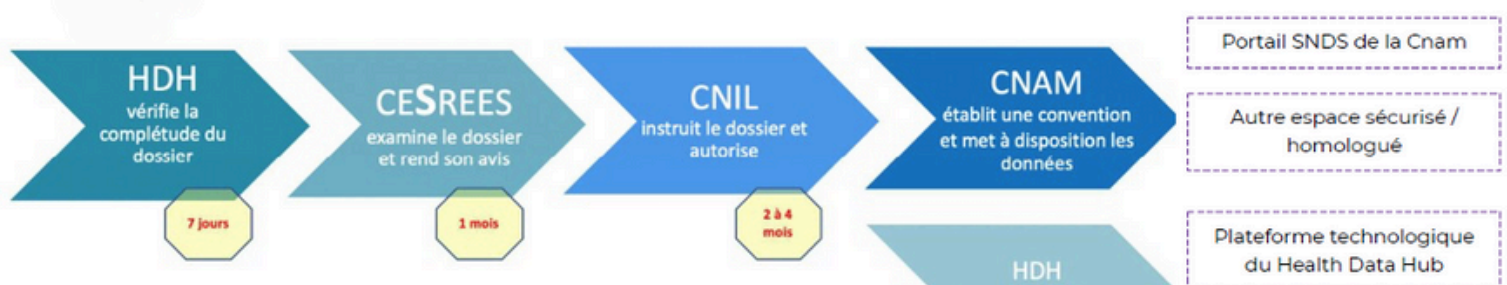 HDH
vérifie la
complétude du
dossier
7 jours
CESREES
examine le dossier
et rend son avis
1 mois
CNIL
instruit le dossier et
autorise
2 à 4
mois
CNAM
établit une convention
et met à disposition les
données
HDH
Portail SNDS de la Cnam
Autre espace sécurisé /
homologué
Plateforme technologique
du Health Data Hub